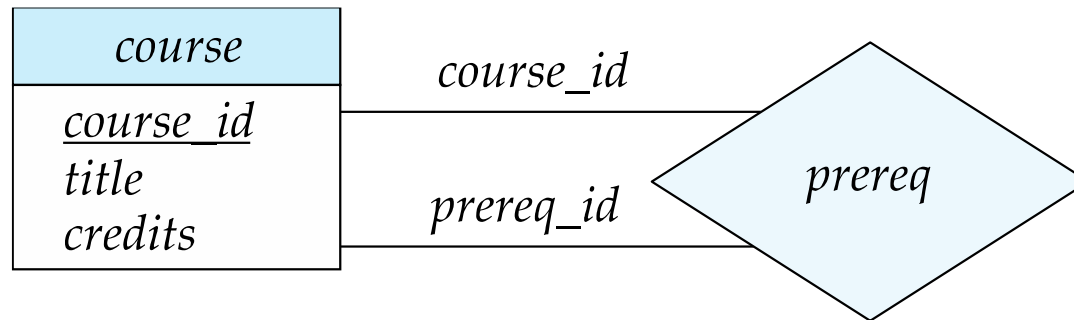 course
course_id
title
credits
course_id
prereq_id
prereq